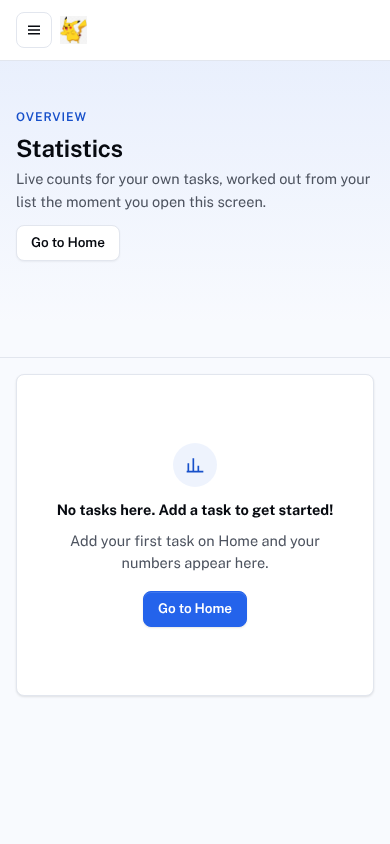 OVERVIEW
Statistics
Live counts for your own tasks, worked out from your
list the moment you open this screen.
Go to Home
No tasks here. Add a task to get started!
Add your first task on Home and your
numbers appear here.
Go to Home